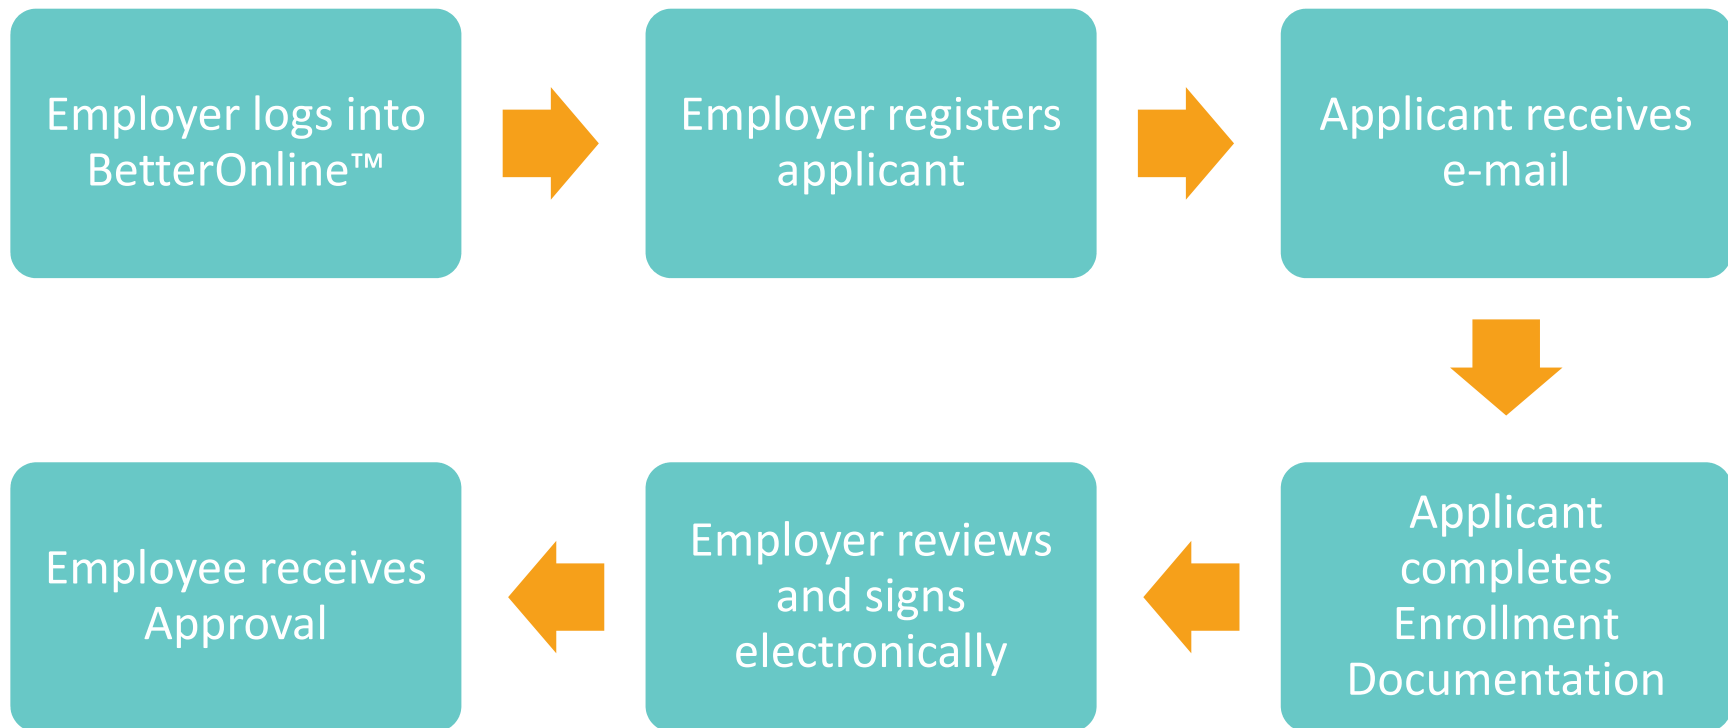 Employer logs into
BetterOnline™
Employer registers
applicant
Applicant receives
e-mail
Applicant
completes
Enrollment
Documentation
Employer reviews
and signs
electronically
Employee receives
Approval